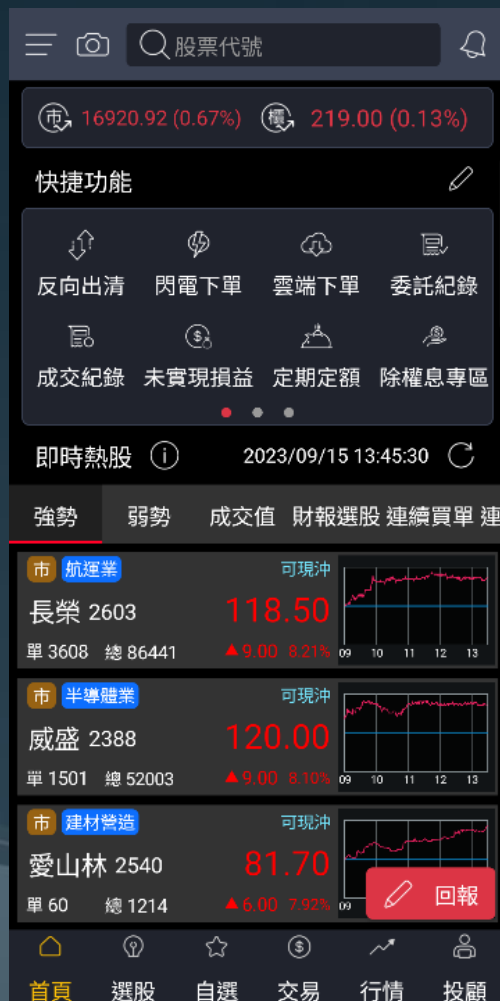 股票代號
市 16920.92 (0.67%) 櫃 219.00 (0.13%)
快捷功能
反向出清 閃電下單 雲端下單 委託紀錄
成交紀錄 未實現損益 定期定額 除權息專區
即時熱股 i 2023/09/15 13:45:30
強勢 弱勢 成交值 財報選股 連續買單 連
市 航運業 可現沖
長榮 2603 118.50
單 3608 總 86441 ▲9.00 8.21% 09 10 11 12 13
市 半導體業 可現沖
威盛 2388 120.00
單 1501 總 52003 ▲9.00 8.10% 09 10 11 12 13
市 建材營造 可現沖
愛山林 2540 81.70
單 60 總 1214 ▲6.00 7.92% 09
回報
首頁 選股 自選 交易 行情 投顧